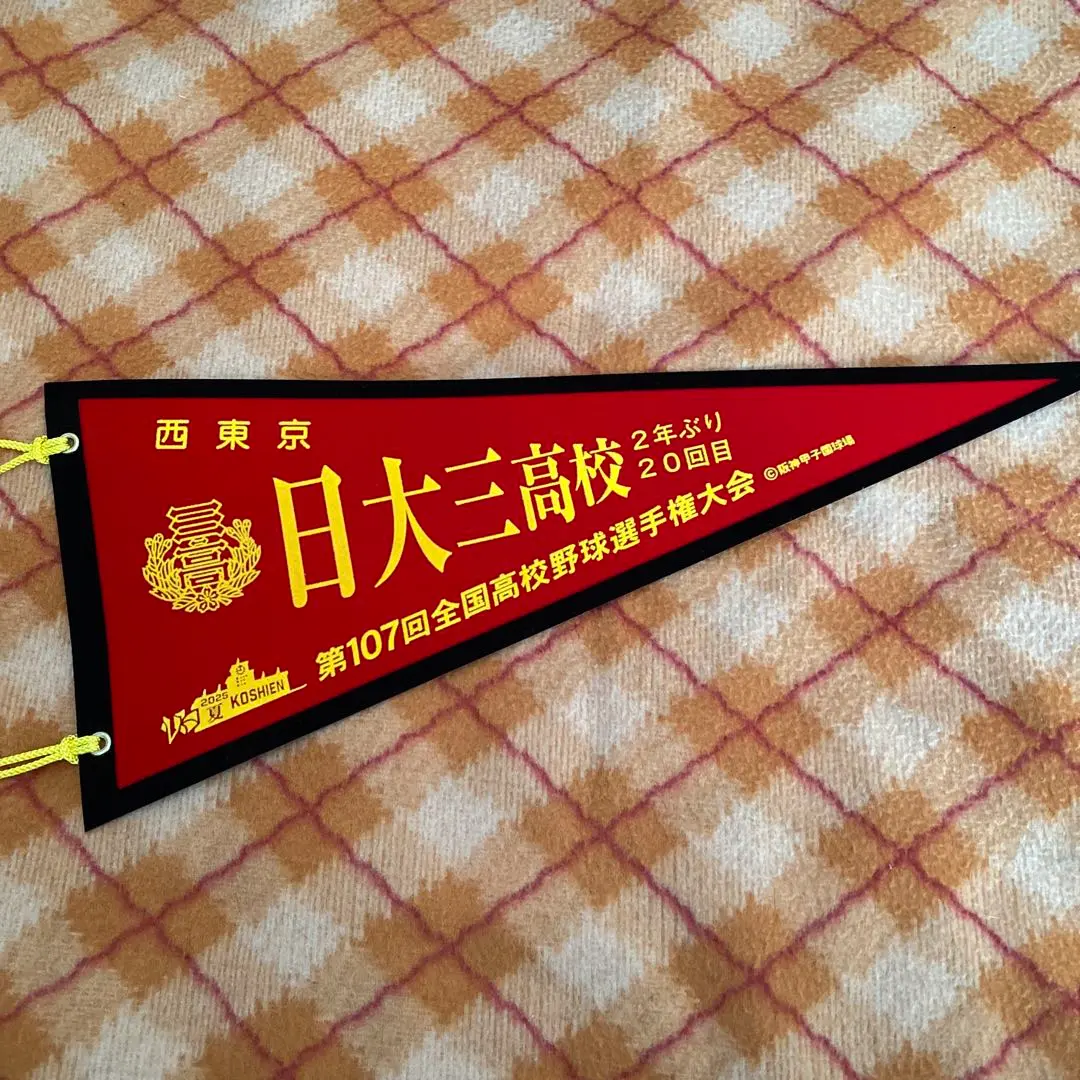 西東京
日大三高校
2年ぶり
20回目
第107回全国高校野球選手権大会
©阪神甲子園球場
三高
2025
夏 KOSHIEN